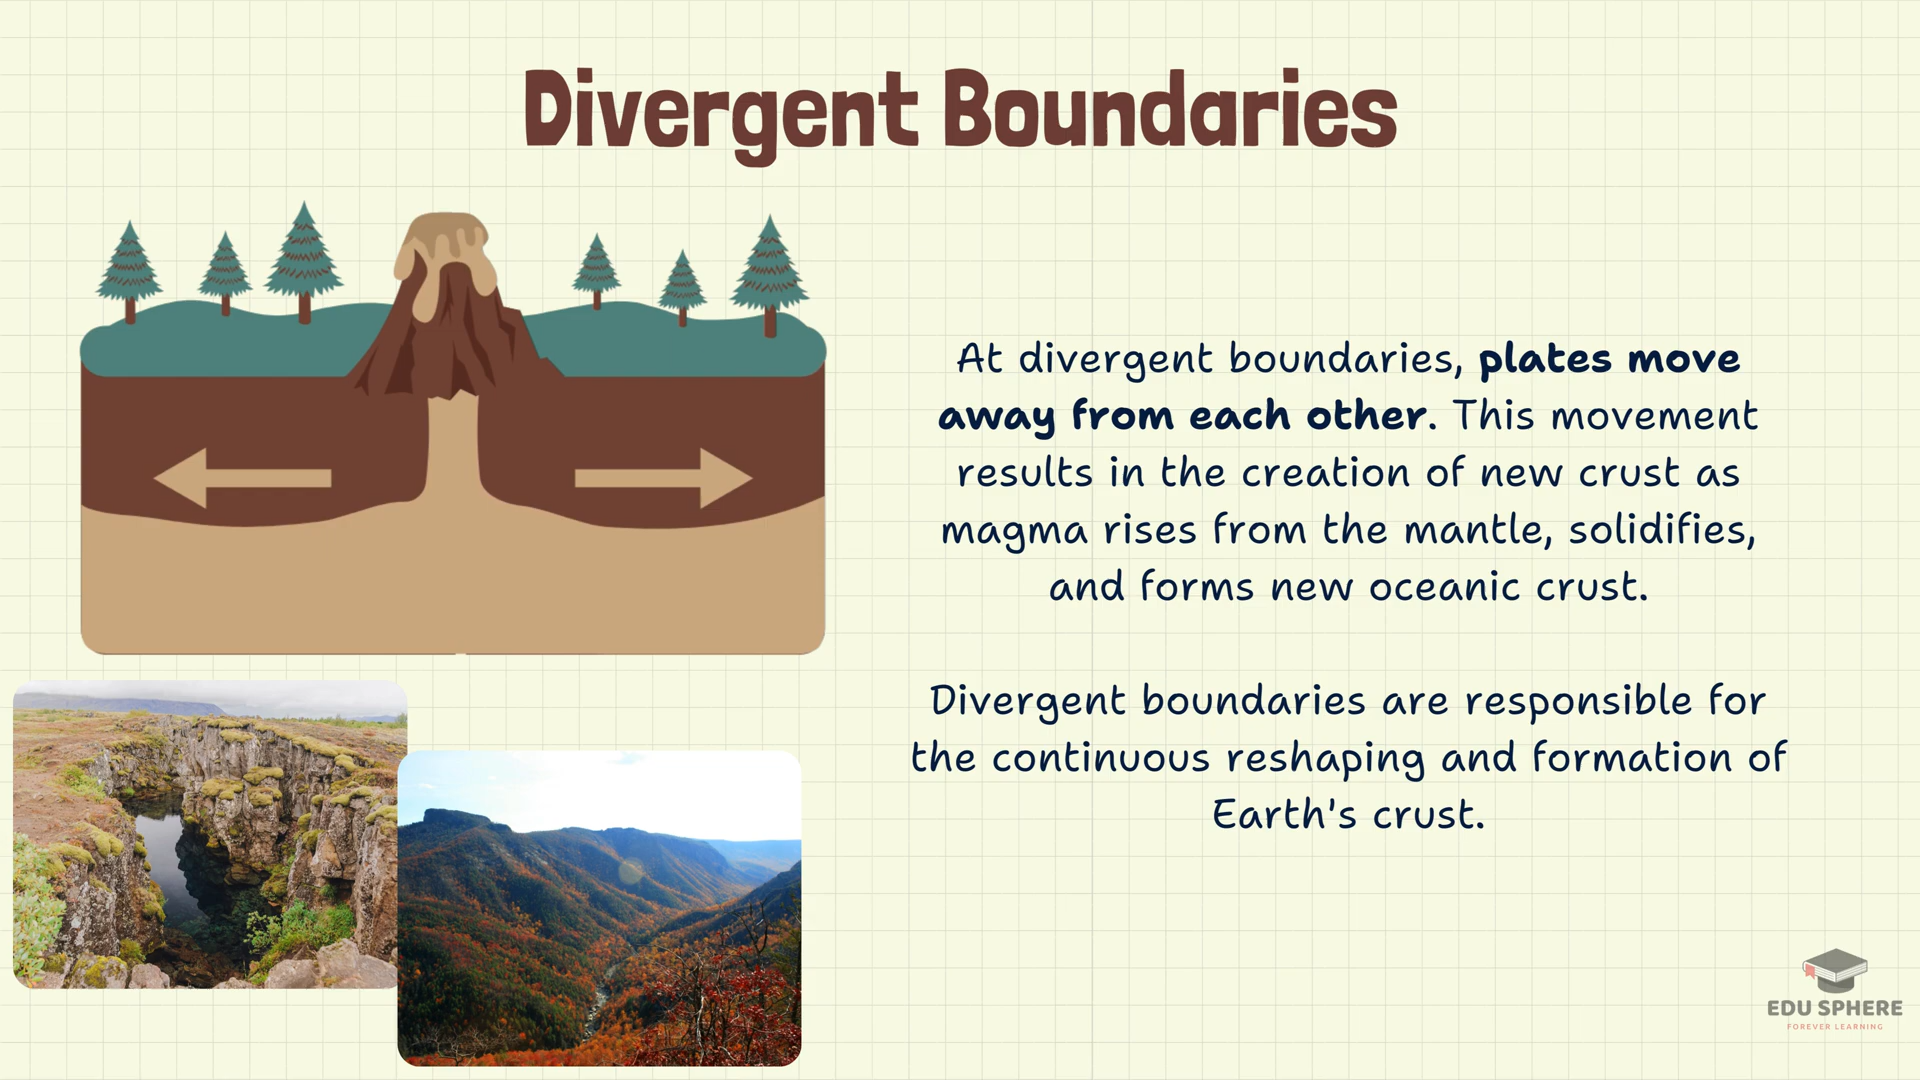 Divergent Boundaries
At divergent boundaries, plates move
away from each other. This movement
results in the creation of new crust as
magma rises from the mantle, solidifies,
and forms new oceanic crust.
Divergent boundaries are responsible for
the continuous reshaping and formation of
Earth's crust.
EDU SPHERE
FOREVER LEARNING